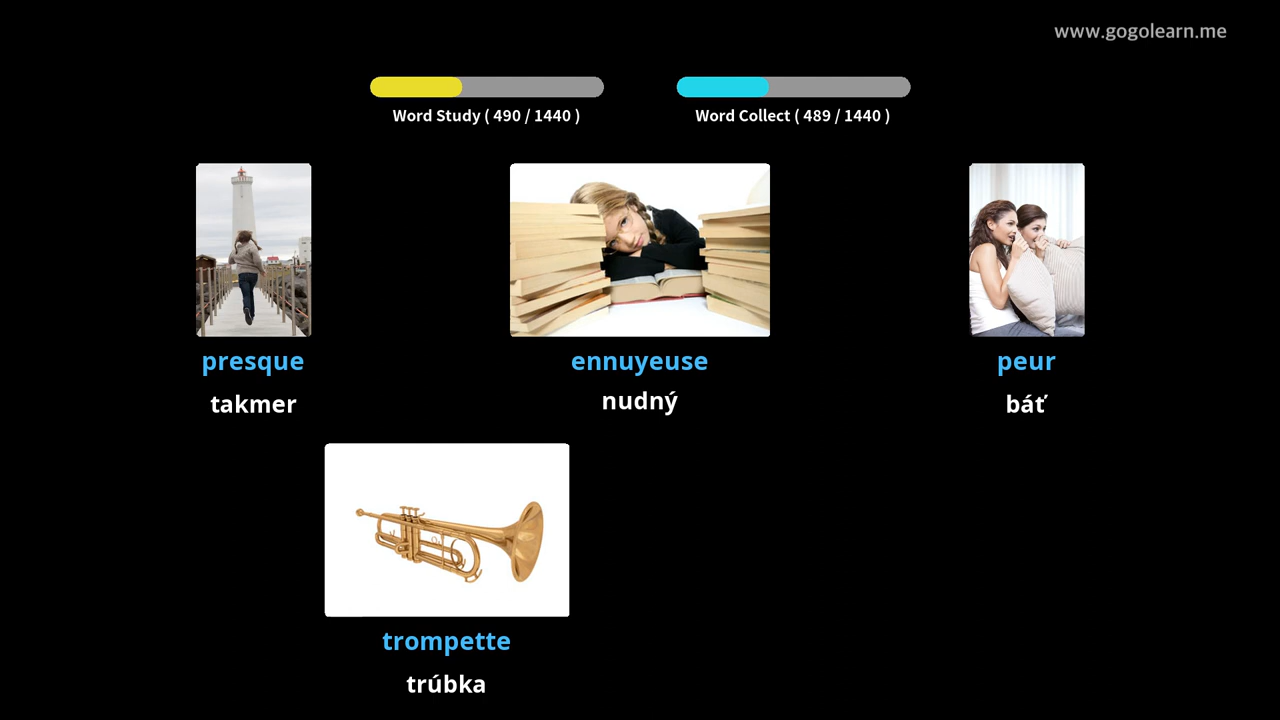 www.gogolearn.me
Word Study ( 490 / 1440 )
Word Collect ( 489 / 1440 )
presque
takmer
ennuyeuse
nudný
peur
báť
trompette
trúbka